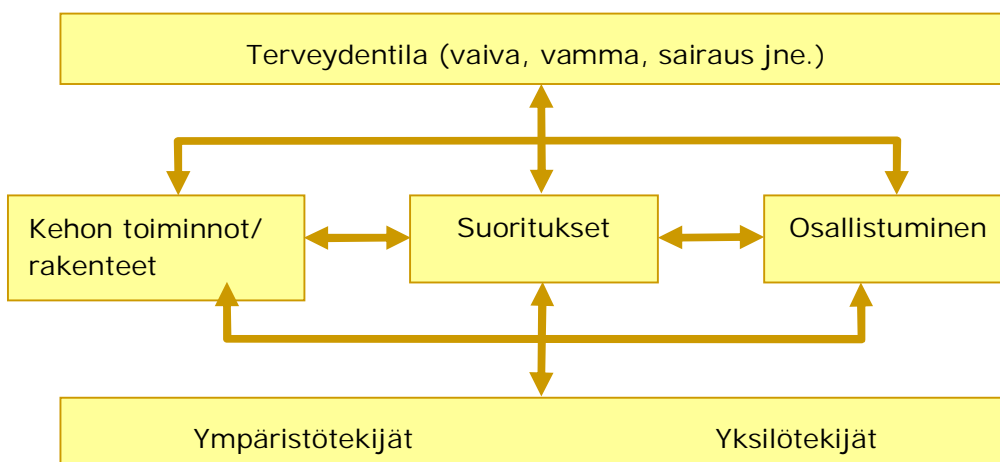 Terveydentila (vaiva, vamma, sairaus jne.)
Kehon toiminnot/
rakenteet
Suoritukset
Osallistuminen
Ympäristötekijät
Yksilötekijät